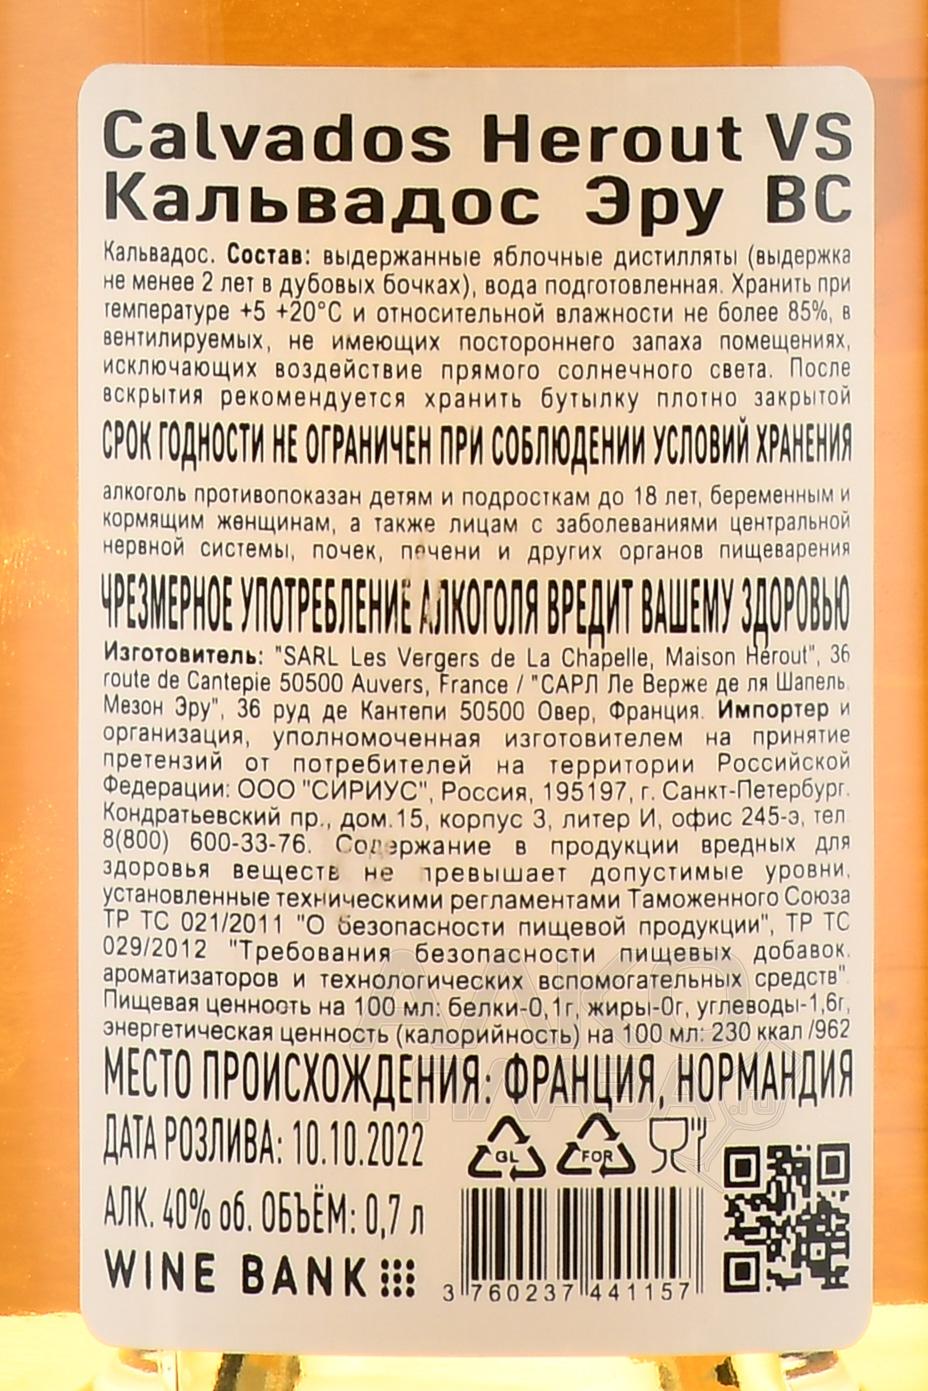 Calvados Herout VS
Кальвадос Эру ВС
Кальвадос. Состав: выдержанные яблочные дистилляты (выдержка
не менее 2 лет в дубовых бочках), вода подготовленная. Хранить при
температуре +5 +20°С и относительной влажности не более 85%, в
вентилируемых, не имеющих постороннего запаха помещениях,
исключающих воздействие прямого солнечного света. После
вскрытия рекомендуется хранить бутылку плотно закрытой
СРОК ГОДНОСТИ НЕ ОГРАНИЧЕН ПРИ СОБЛЮДЕНИИ УСЛОВИЙ ХРАНЕНИЯ
алкоголь противопоказан детям и подросткам до 18 лет, беременным и
кормящим женщинам, а также лицам с заболеваниями центральной
нервной системы, почек, печени и других органов пищеварения
ЧРЕЗМЕРНОЕ УПОТРЕБЛЕНИЕ АЛКОГОЛЯ ВРЕДИТ ВАШЕМУ ЗДОРОВЬЮ
Изготовитель: "SARL Les Vergers de La Chapelle, Maison Hérout", 36
route de Cantepie 50500 Auvers, France / "САРЛ Ле Верже де ля Шапель,
Мезон Эру", 36 руд де Кантепи 50500 Овер, Франция. Импортер и
организация, уполномоченная изготовителем на принятие
претензий от потребителей на территории Российской
Федерации: ООО "СИРИУС", Россия, 195197, г. Санкт-Петербург.
Кондратьевский пр., дом.15, корпус 3, литер И, офис 245-э, тел.
8(800) 600-33-76. Содержание в продукции вредных для
здоровья веществ не превышает допустимые уровни,
установленные техническими регламентами Таможенного Союза
ТР ТС 021/2011 "О безопасности пищевой продукции", ТР ТС
029/2012 "Требования безопасности пищевых добавок,
ароматизаторов и технологических вспомогательных средств".
Пищевая ценность на 100 мл: белки-0,1г, жиры-0г, углеводы-1,6г,
энергетическая ценность (калорийность) на 100 мл: 230 ккал /962
МЕСТО ПРОИСХОЖДЕНИЯ: ФРАНЦИЯ, НОРМАНДИЯ
ДАТА РОЗЛИВА: 10.10.2022
GL FOR
АЛК. 40% об. ОБЪЁМ: 0,7 л
WINE BANK
3 760237 441157